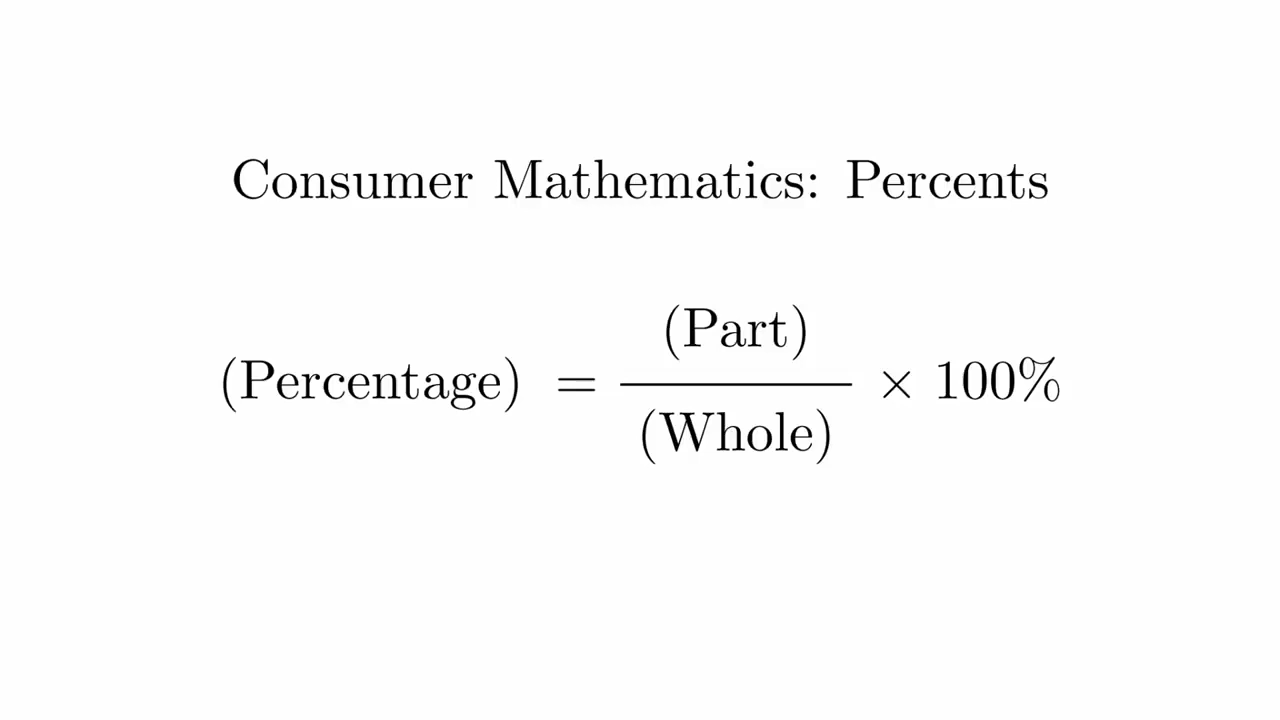 Consumer Mathematics: Percents
(Percentage) = (Part) / (Whole) × 100%